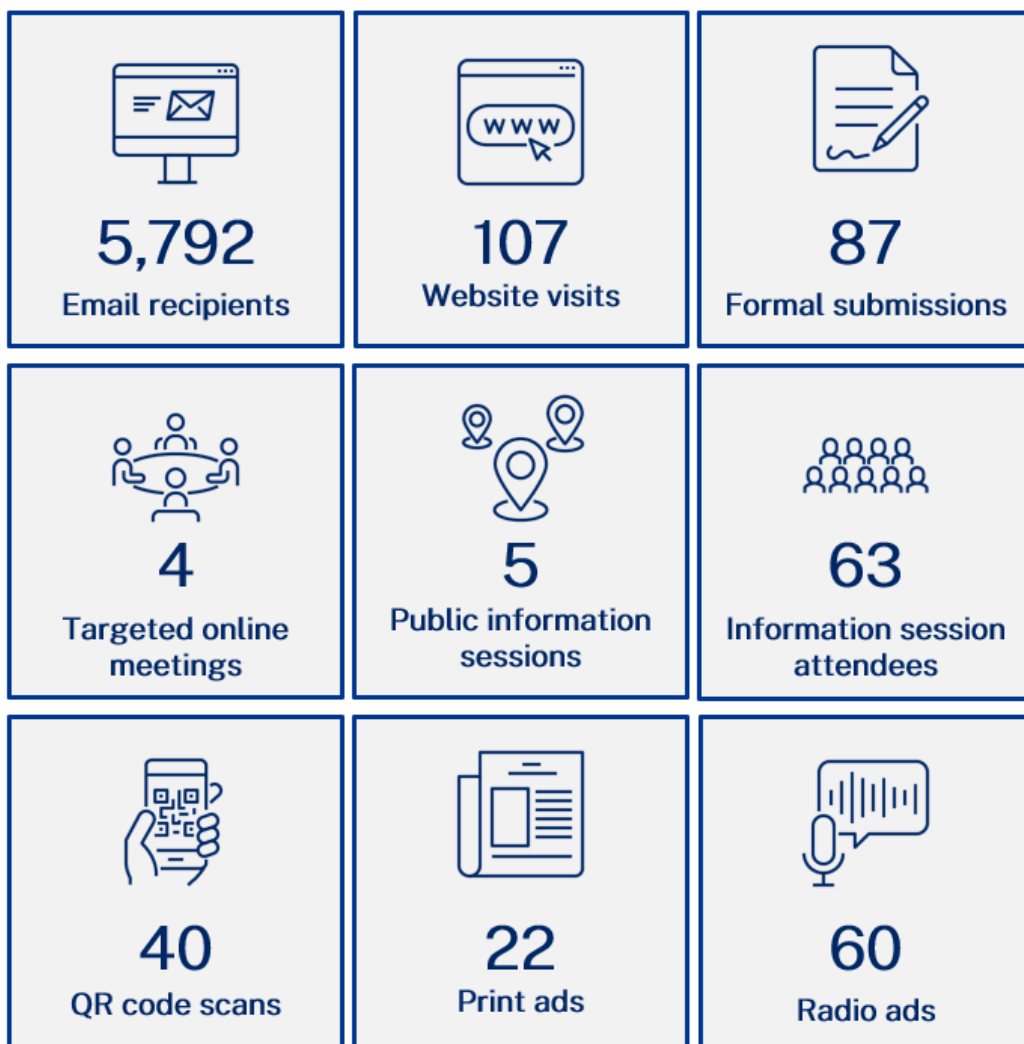 WWW
5,792
Email recipients
107
Website visits
87
Formal submissions
4
Targeted online
meetings
5
Public information
sessions
63
Information session
attendees
40
QR code scans
22
Print ads
60
Radio ads